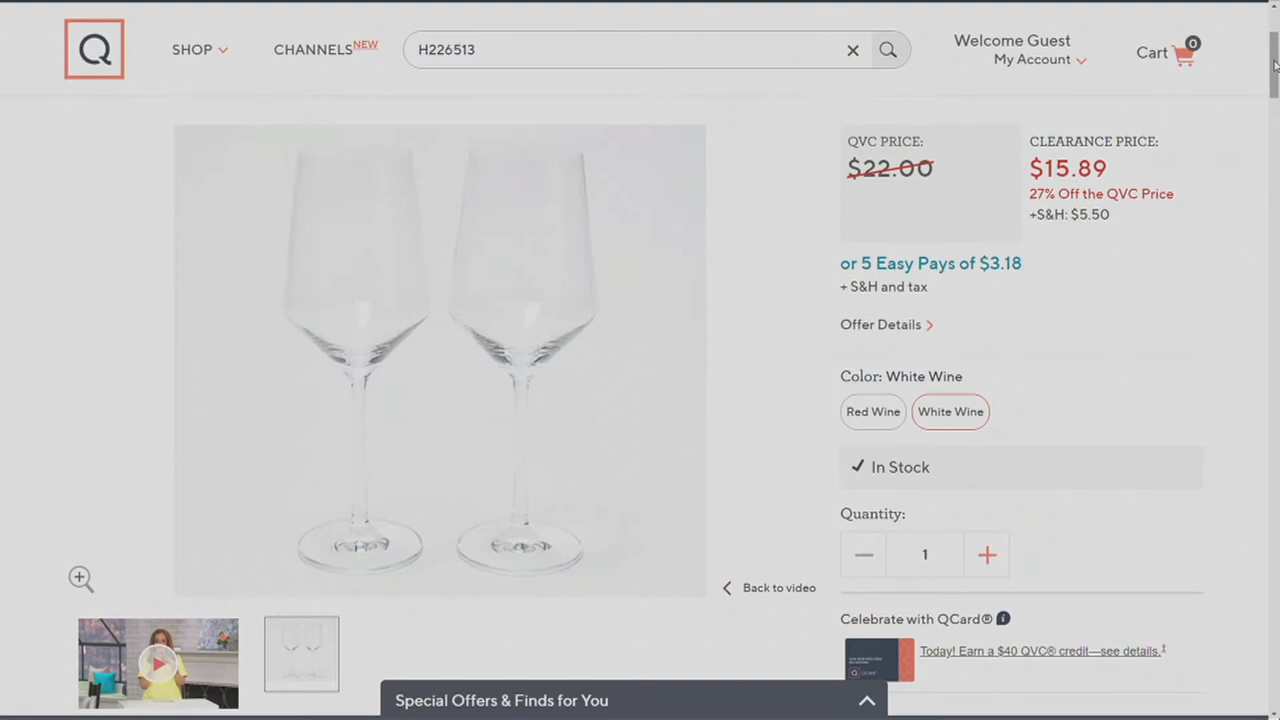 Q
SHOP
CHANNELS NEW
H226513
Welcome Guest
My Account
Cart
0
QVC PRICE:
$22.00
CLEARANCE PRICE:
$15.89
27% Off the QVC Price
+S&H: $5.50
or 5 Easy Pays of $3.18
+ S&H and tax
Offer Details
Color: White Wine
Red Wine
White Wine
In Stock
Quantity:
1
Back to video
Celebrate with QCard®
Today! Earn a $40 QVC® credit—see details.‡
Special Offers & Finds for You